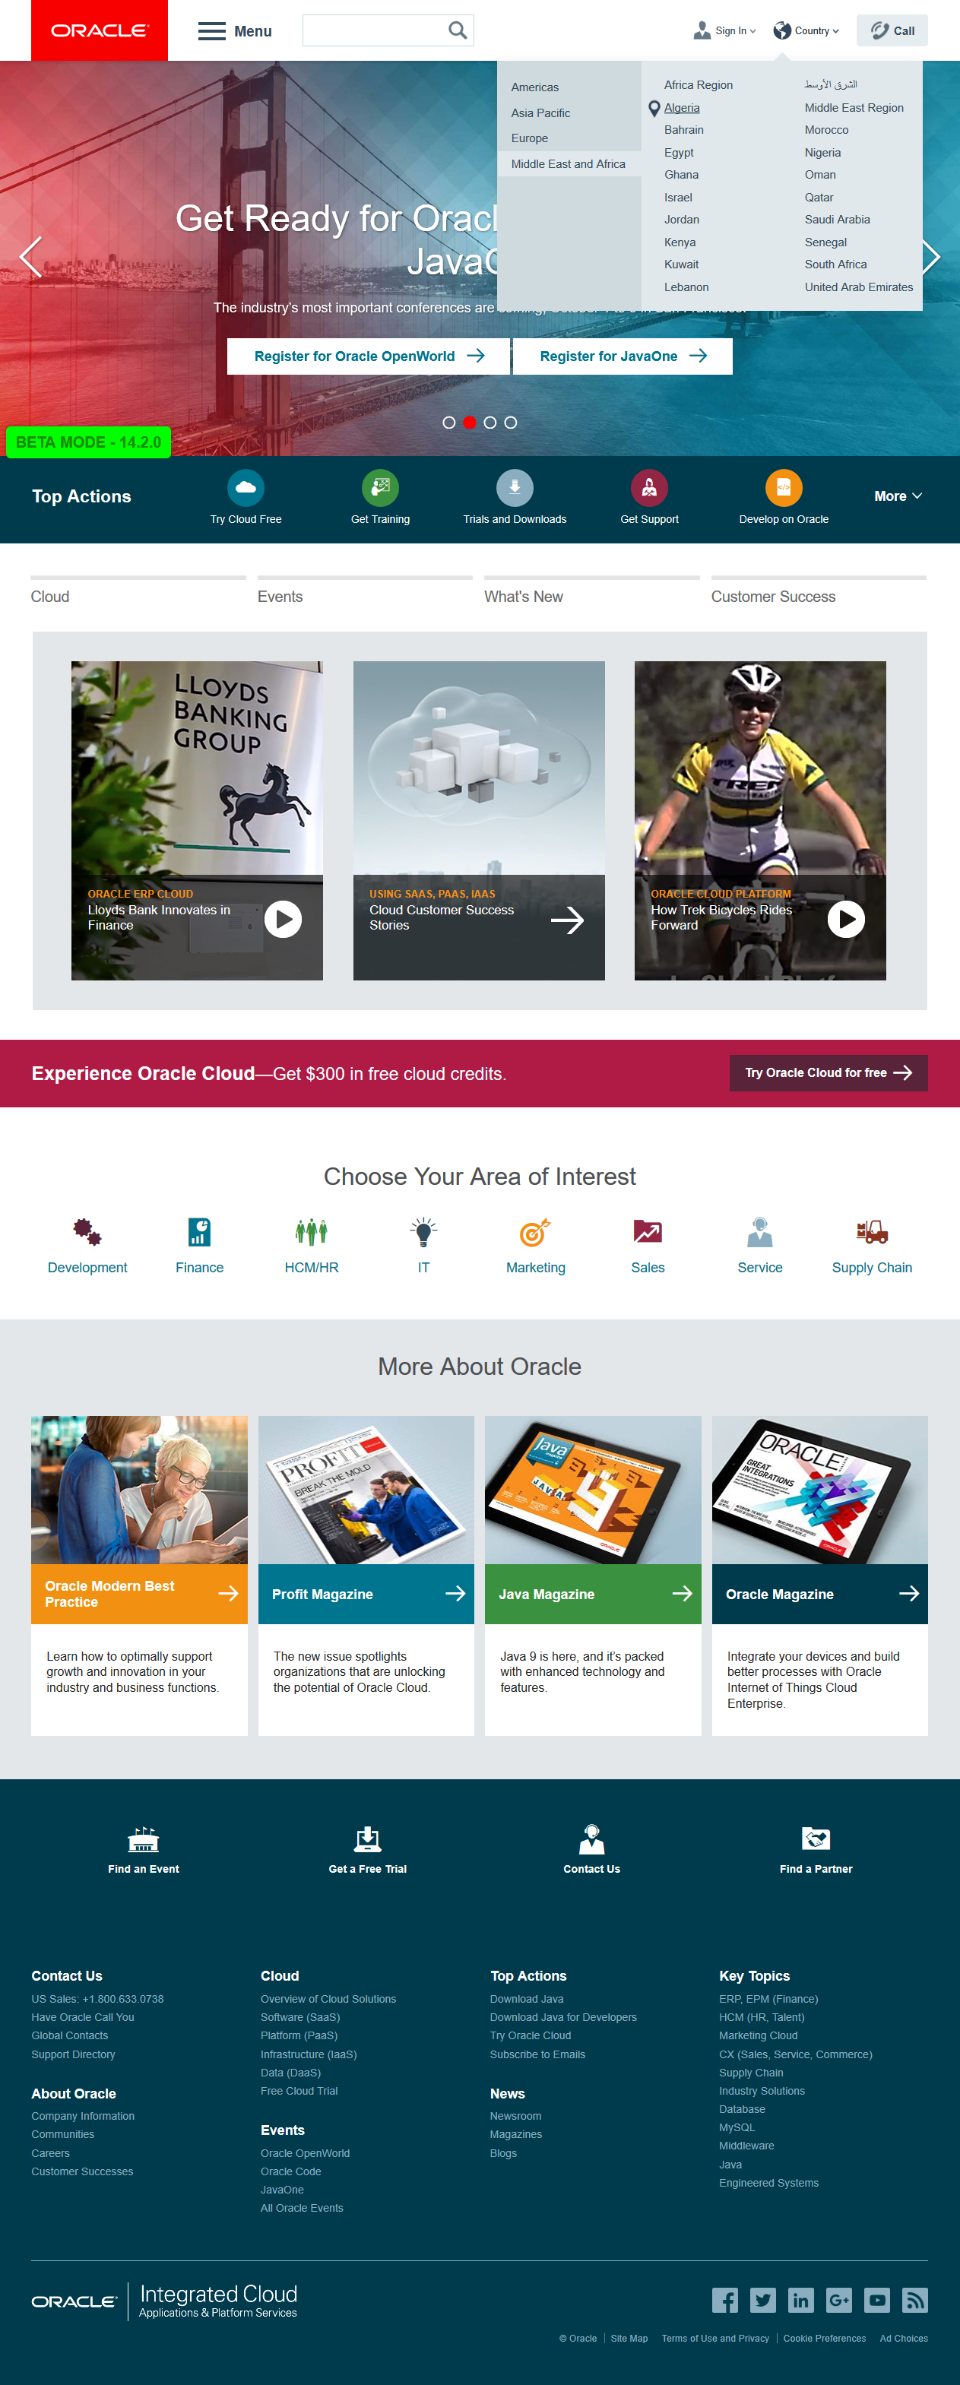 ORACLE
Menu
Sign In
Country
Call
Americas
Asia Pacific
Europe
Middle East and Africa
Africa Region
Algeria
Bahrain
Egypt
Ghana
Israel
Jordan
Kenya
Kuwait
Lebanon
الشرق الأوسط
Middle East Region
Morocco
Nigeria
Oman
Qatar
Saudi Arabia
Senegal
South Africa
United Arab Emirates
Get Ready for Oracl
Java
The industry's most important conferences are
Register for Oracle OpenWorld
Register for JavaOne
BETA MODE - 14.2.0
Top Actions
Try Cloud Free
Get Training
Trials and Downloads
Get Support
Develop on Oracle
More
Cloud
Events
What's New
Customer Success
LLOYDS
BANKING
GROUP
ORACLE ERP CLOUD
Lloyds Bank Innovates in
Finance
USING SAAS, PAAS, IAAS
Cloud Customer Success
Stories
TREK
ORACLE CLOUD PLATFORM
How Trek Bicycles Rides
Forward
Experience Oracle Cloud—Get $300 in free cloud credits.
Try Oracle Cloud for free
Choose Your Area of Interest
Development
Finance
HCM/HR
IT
Marketing
Sales
Service
Supply Chain
More About Oracle
PROFIT
BREAK THE MOLD
Java
JAVA
9
ORACLE
GREAT
INTEGRATIONS
Oracle Modern Best
Practice
Profit Magazine
Java Magazine
Oracle Magazine
Learn how to optimally support
growth and innovation in your
industry and business functions.
The new issue spotlights
organizations that are unlocking
the potential of Oracle Cloud.
Java 9 is here, and it's packed
with enhanced technology and
features.
Integrate your devices and build
better processes with Oracle
Internet of Things Cloud
Enterprise.
Find an Event
Get a Free Trial
Contact Us
Find a Partner
Contact Us
US Sales: +1.800.633.0738
Have Oracle Call You
Global Contacts
Support Directory
About Oracle
Company Information
Communities
Careers
Customer Successes
Cloud
Overview of Cloud Solutions
Software (SaaS)
Platform (PaaS)
Infrastructure (IaaS)
Data (DaaS)
Free Cloud Trial
Events
Oracle OpenWorld
Oracle Code
JavaOne
All Oracle Events
Top Actions
Download Java
Download Java for Developers
Try Oracle Cloud
Subscribe to Emails
News
Newsroom
Magazines
Blogs
Key Topics
ERP, EPM (Finance)
HCM (HR, Talent)
Marketing Cloud
CX (Sales, Service, Commerce)
Supply Chain
Industry Solutions
Database
MySQL
Middleware
Java
Engineered Systems
ORACLE
Integrated Cloud
Applications & Platform Services
© Oracle
Site Map
Terms of Use and Privacy
Cookie Preferences
Ad Choices